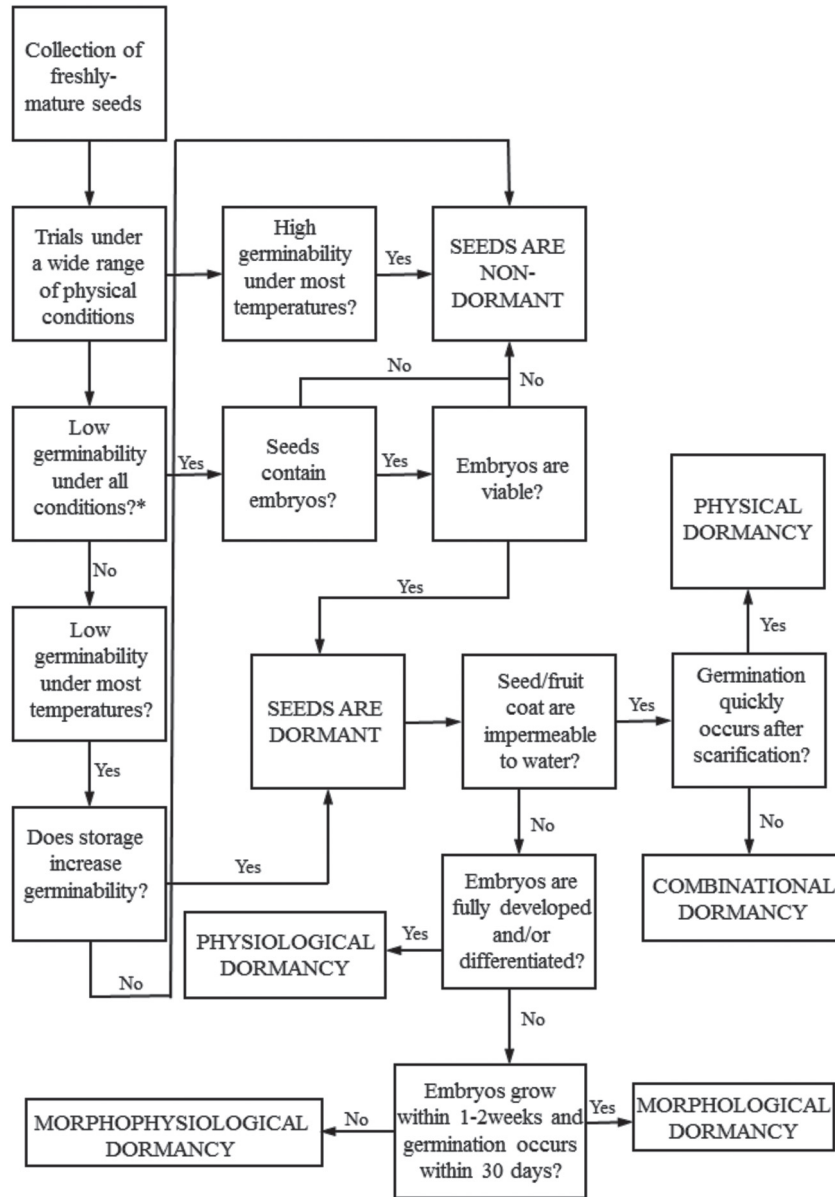 Collection of
freshly-
mature seeds
Trials under
a wide range
of physical
conditions
High
germinability
under most
temperatures?
Yes
SEEDS ARE
NON-
DORMANT
No
No
Low
germinability
under all
conditions?*
Yes
Seeds
contain
embryos?
Yes
Embryos are
viable?
PHYSICAL
DORMANCY
No
Yes
Yes
Low
germinability
under most
temperatures?
SEEDS ARE
DORMANT
Seed/fruit
coat are
impermeable
to water?
Yes
Germination
quickly
occurs after
scarification?
Yes
No
No
Does storage
increase
germinability?
Yes
Embryos are
fully developed
and/or
differentiated?
COMBINATIONAL
DORMANCY
PHYSIOLOGICAL
DORMANCY
Yes
No
No
Embryos grow
within 1-2weeks and
germination occurs
within 30 days?
MORPHOPHYSIOLOGICAL
DORMANCY
No
Yes
MORPHOLOGICAL
DORMANCY